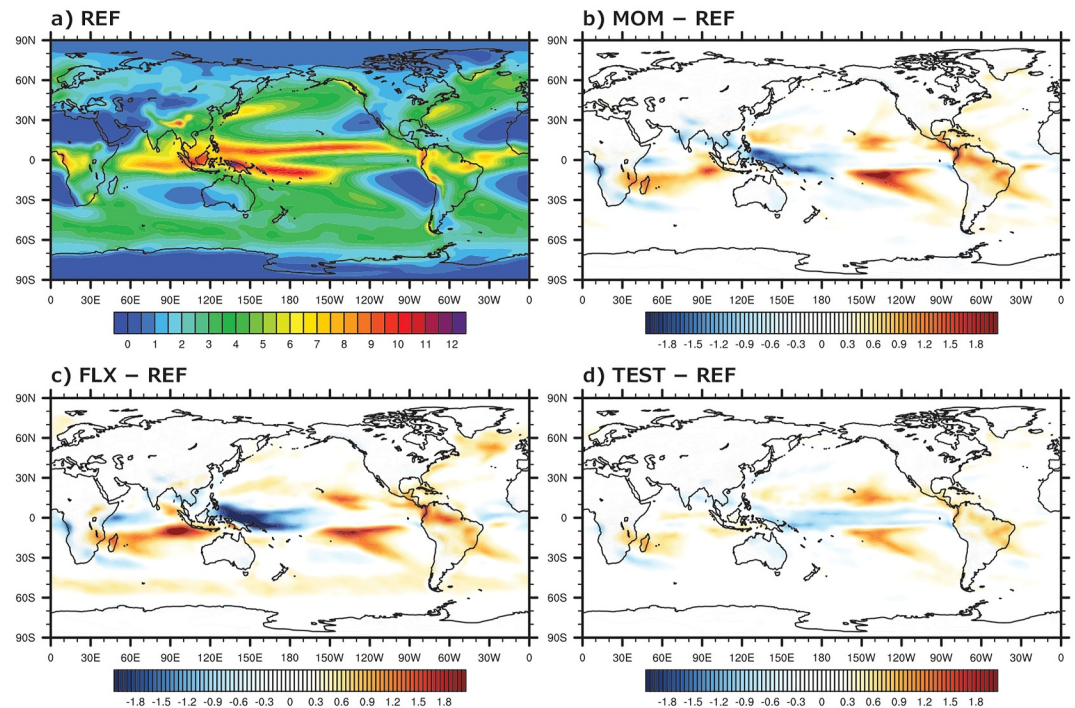 a) REF
b) MOM – REF
90N
60N
30N
0
30S
60S
90S
0 30E 60E 90E 120E 150E 180E 150W 120W 90W 60W 30W 0
0 1 2 3 4 5 6 7 8 9 10 11 12
90N
60N
30N
0
30S
60S
90S
0 30E 60E 90E 120E 150E 180E 150W 120W 90W 60W 30W 0
-1.8 -1.5 -1.2 -0.9 -0.6 -0.3 0 0.3 0.6 0.9 1.2 1.5 1.8
c) FLX – REF
d) TEST – REF
90N
60N
30N
0
30S
60S
90S
0 30E 60E 90E 120E 150E 180E 150W 120W 90W 60W 30W 0
-1.8 -1.5 -1.2 -0.9 -0.6 -0.3 0 0.3 0.6 0.9 1.2 1.5 1.8
90N
60N
30N
0
30S
60S
90S
0 30E 60E 90E 120E 150E 180E 150W 120W 90W 60W 30W 0
-1.8 -1.5 -1.2 -0.9 -0.6 -0.3 0 0.3 0.6 0.9 1.2 1.5 1.8